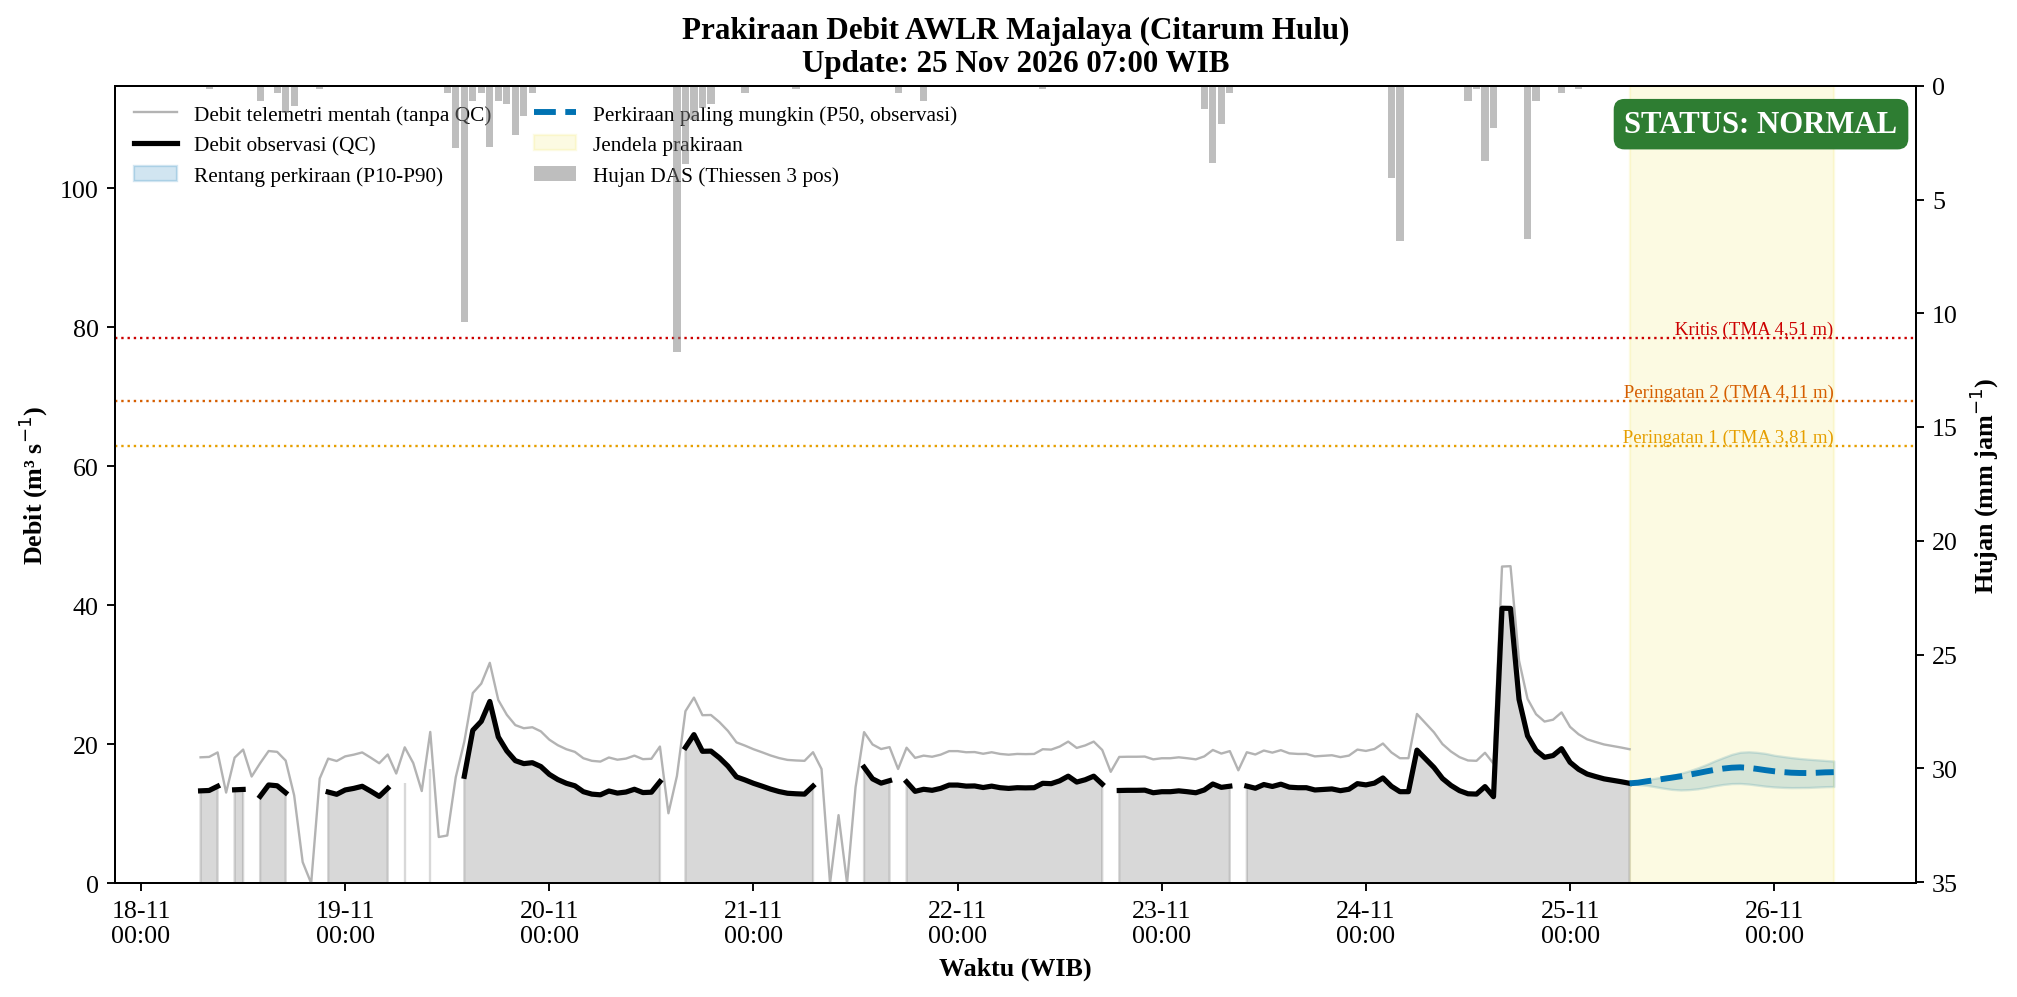 Prakiraan Debit AWLR Majalaya (Citarum Hulu)
Update: 25 Nov 2026 07:00 WIB
Debit telemetri mentah (tanpa QC)
Debit observasi (QC)
Rentang perkiraan (P10-P90)
Perkiraan paling mungkin (P50, observasi)
Jendela prakiraan
Hujan DAS (Thiessen 3 pos)
STATUS: NORMAL
Kritis (TMA 4,51 m)
Peringatan 2 (TMA 4,11 m)
Peringatan 1 (TMA 3,81 m)
Debit (m³ s⁻¹)
100
80
60
40
20
0
Hujan (mm jam⁻¹)
0
5
10
15
20
25
30
35
18-11 00:00
19-11 00:00
20-11 00:00
21-11 00:00
22-11 00:00
23-11 00:00
24-11 00:00
25-11 00:00
26-11 00:00
Waktu (WIB)